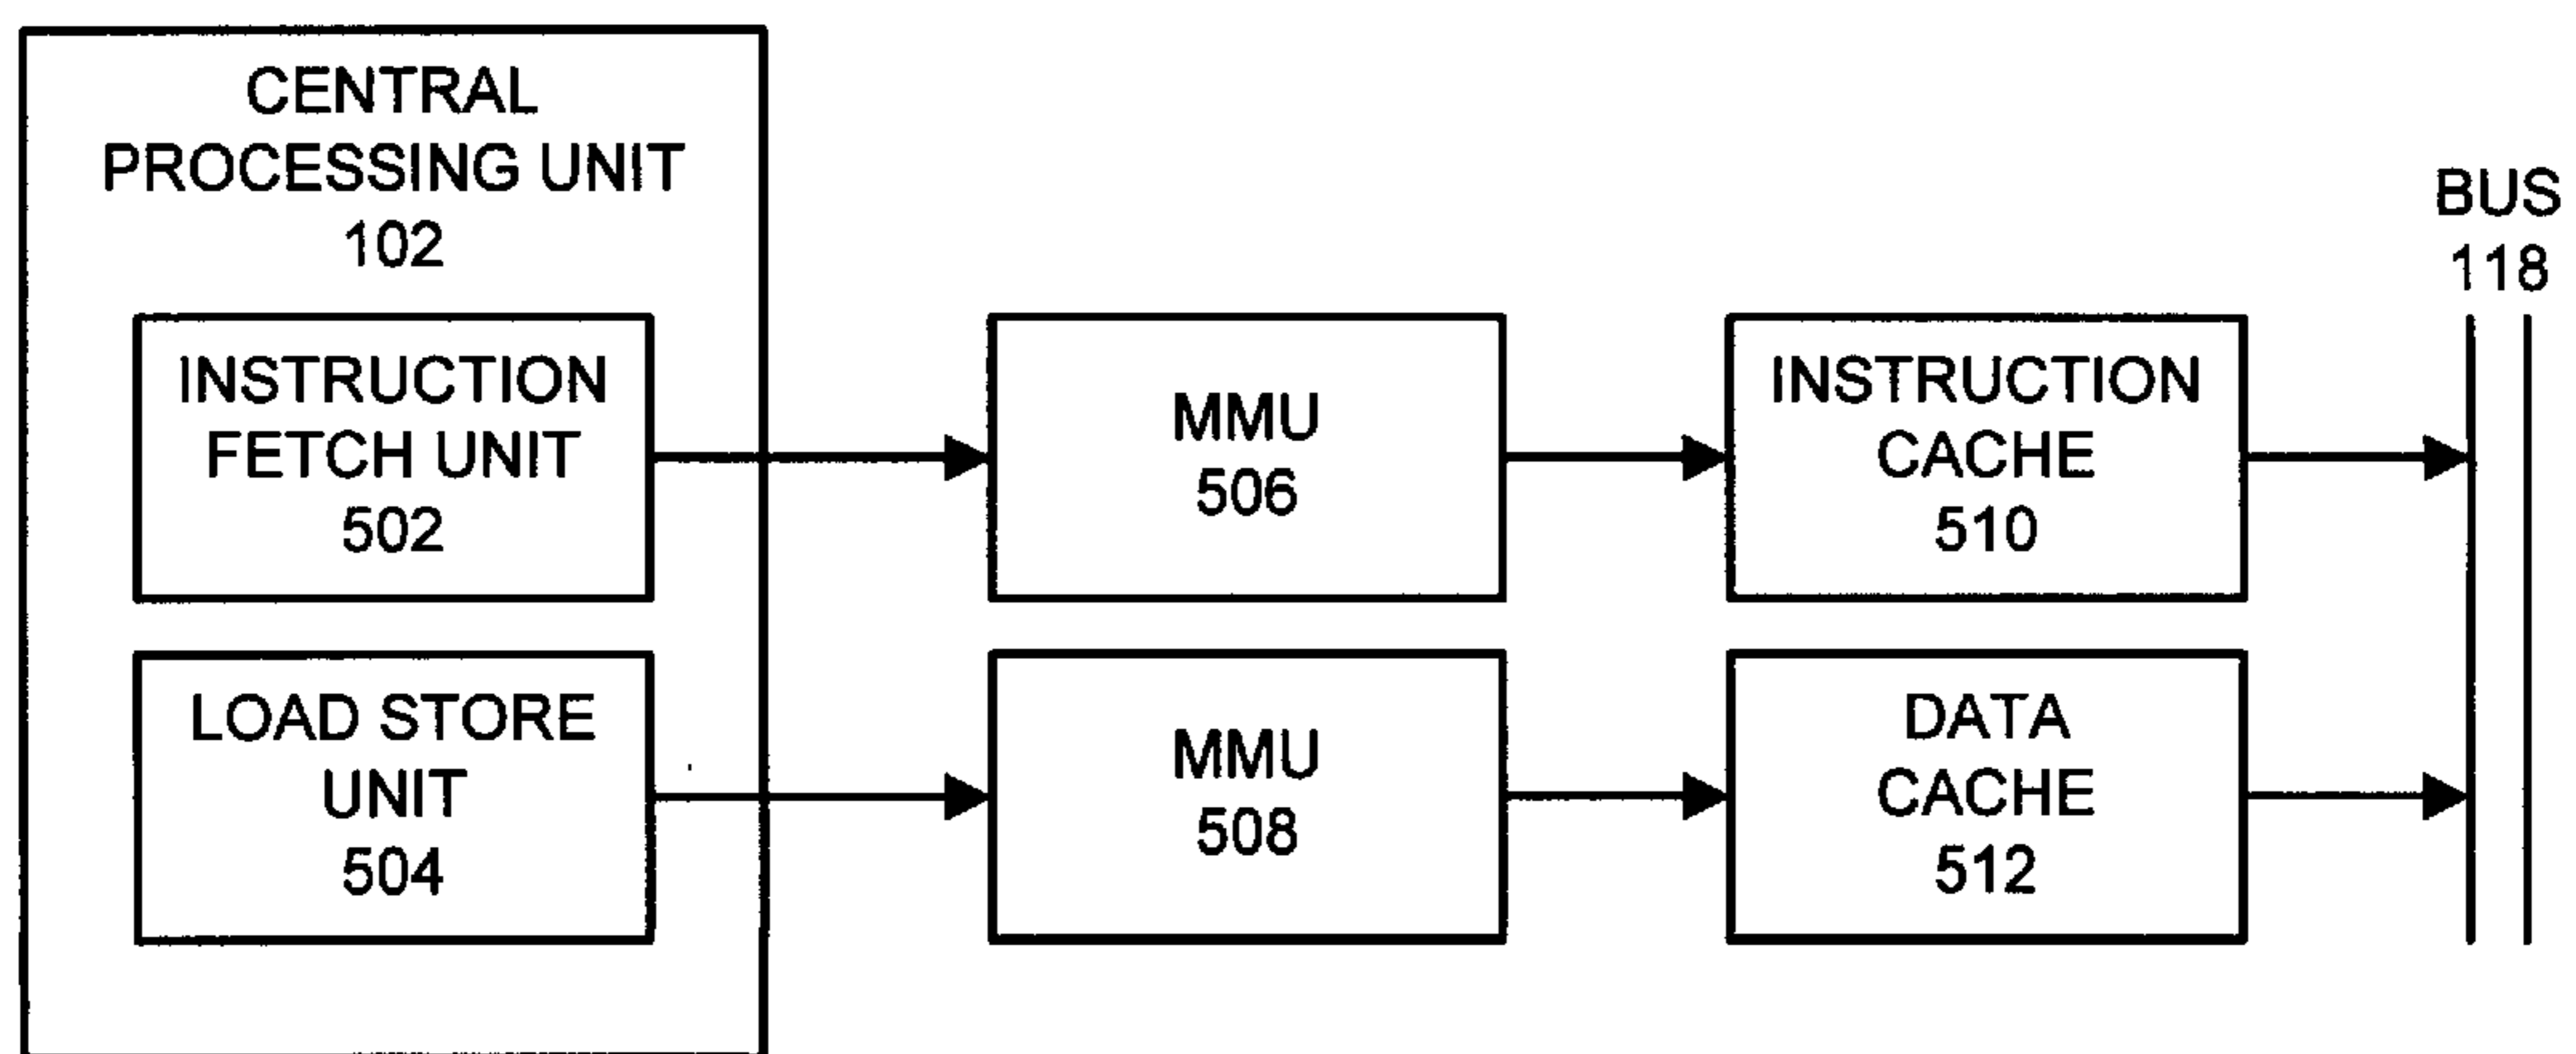 CENTRAL
PROCESSING UNIT
102
BUS
118
INSTRUCTION
FETCH UNIT
502
MMU
506
INSTRUCTION
CACHE
510
LOAD STORE
UNIT
504
MMU
508
DATA
CACHE
512